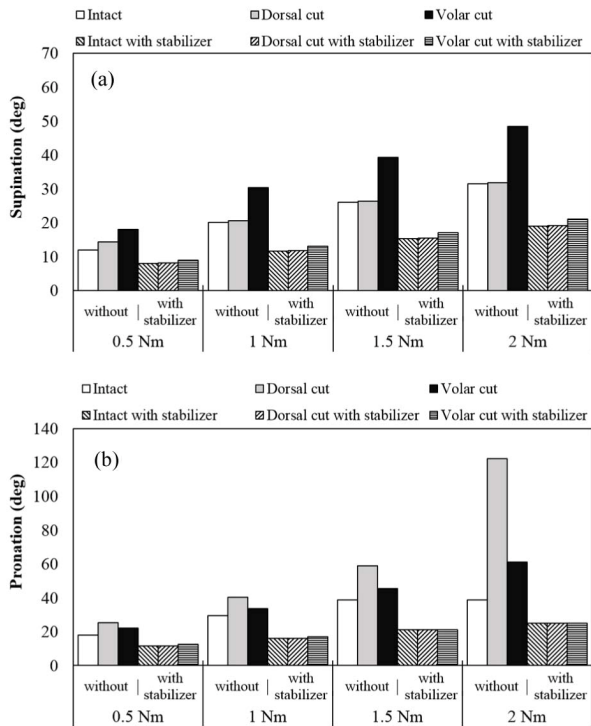 Intact Dorsal cut Volar cut
Intact with stabilizer Dorsal cut with stabilizer Volar cut with stabilizer
70
(a)
60
50
40
30
20
10
0
Supination (deg)
without with stabilizer without with stabilizer without with stabilizer without with stabilizer
0.5 Nm 1 Nm 1.5 Nm 2 Nm
Intact Dorsal cut Volar cut
Intact with stabilizer Dorsal cut with stabilizer Volar cut with stabilizer
140
(b)
120
100
80
60
40
20
0
Pronation (deg)
without with stabilizer without with stabilizer without with stabilizer without with stabilizer
0.5 Nm 1 Nm 1.5 Nm 2 Nm